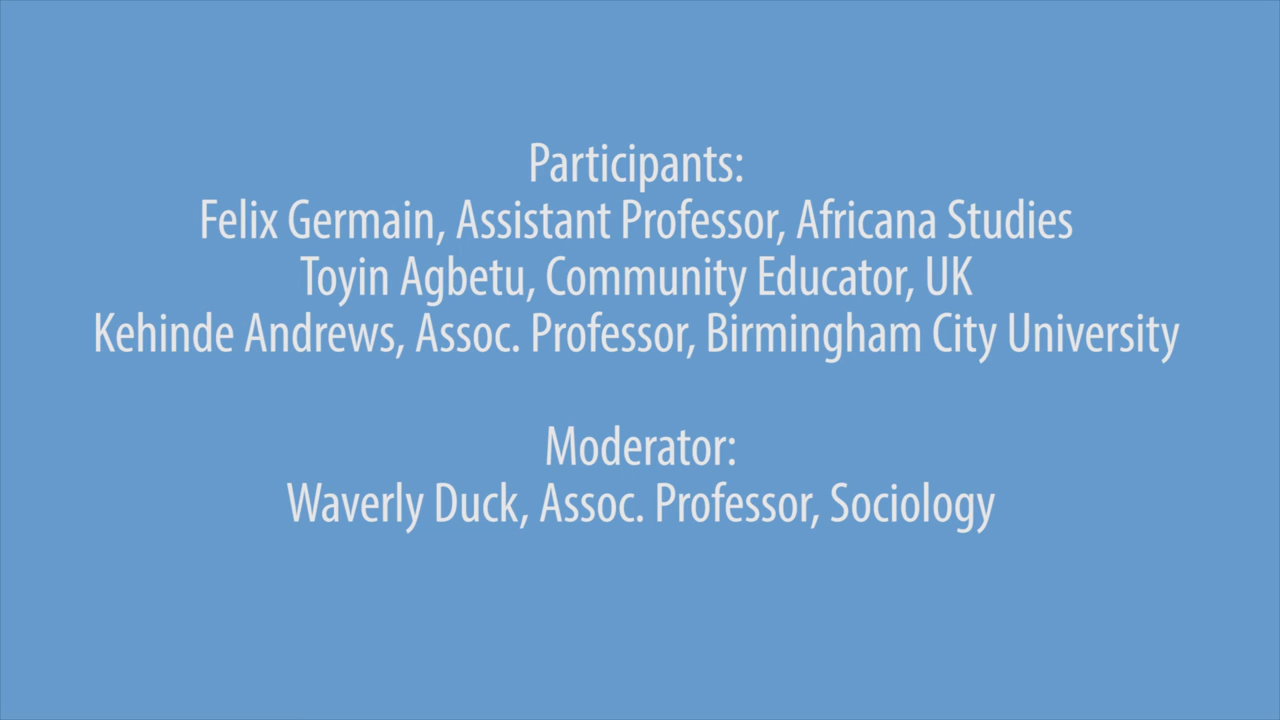 Participants:
Felix Germain, Assistant Professor, Africana Studies
Toyin Agbetu, Community Educator, UK
Kehinde Andrews, Assoc. Professor, Birmingham City University
Moderator:
Waverly Duck, Assoc. Professor, Sociology